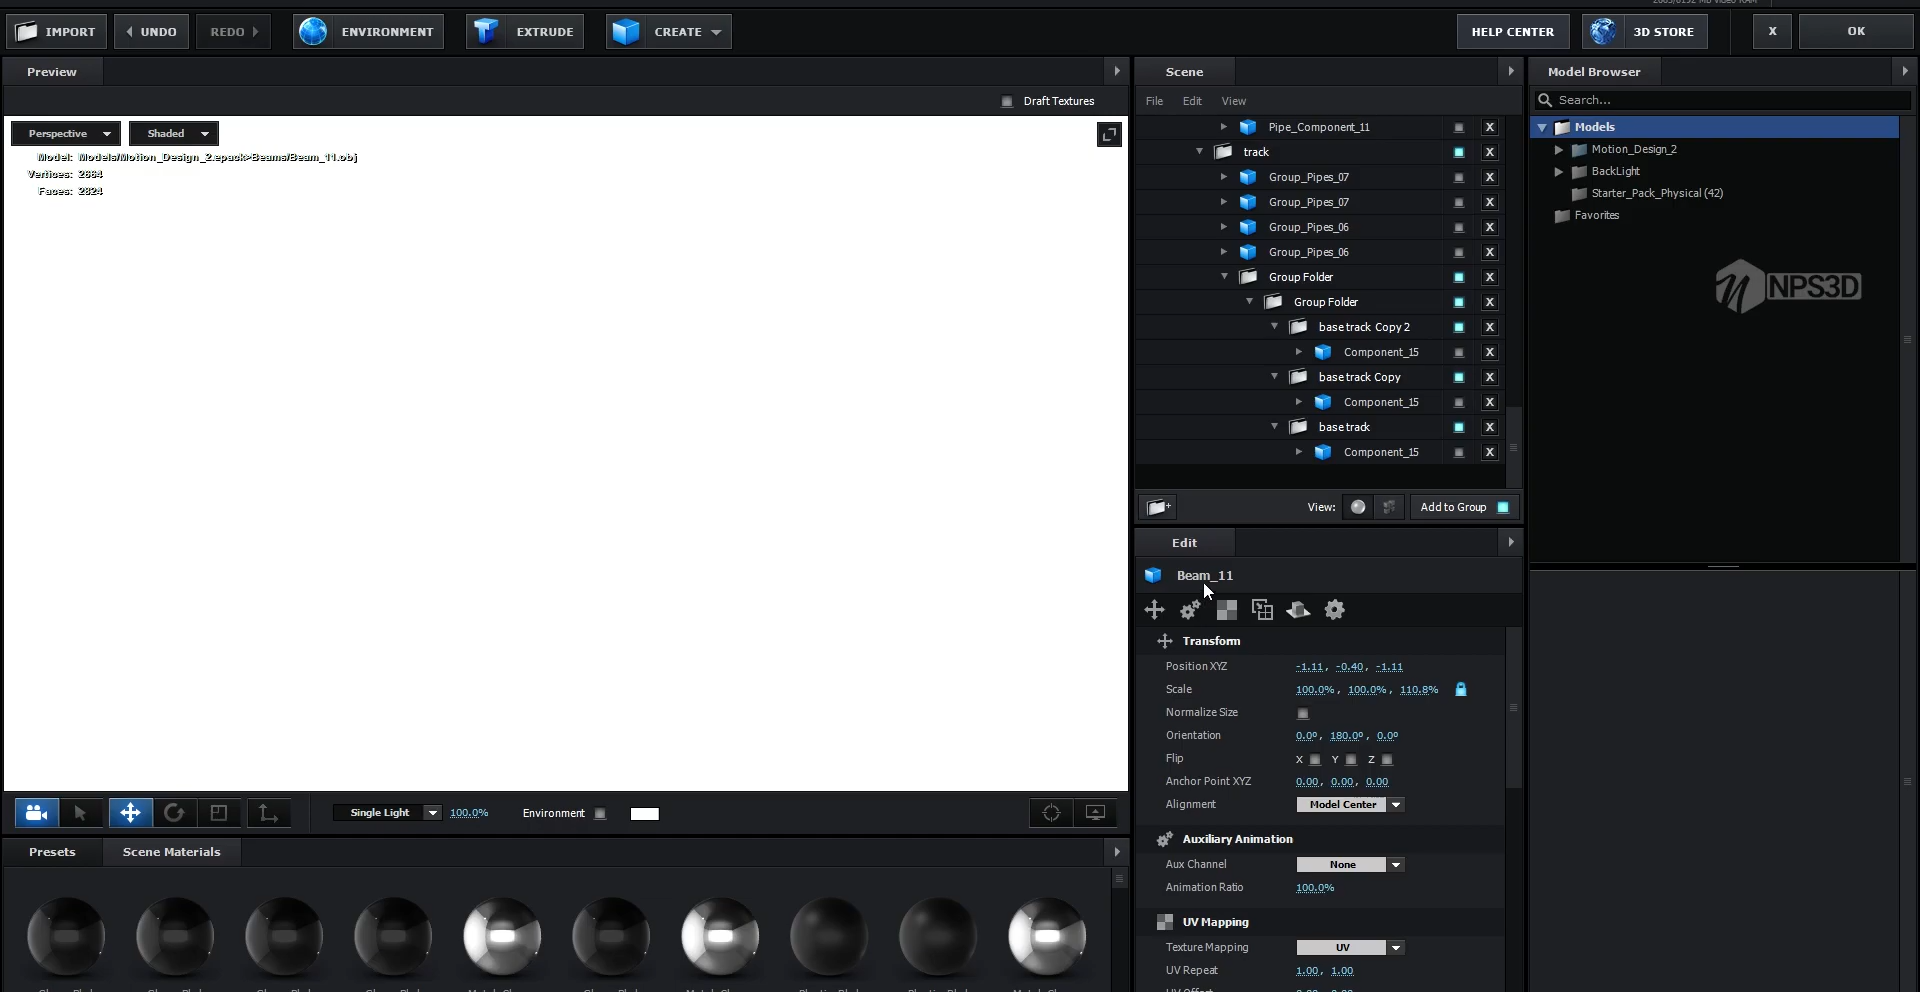 IMPORT
UNDO
REDO
ENVIRONMENT
EXTRUDE
CREATE
HELP CENTER
3D STORE
X
OK
Preview
Draft Textures
Perspective
Shaded
Model: Models/Motion_Design_2.epack>Beams/Beam_11.obj
Vertices: 2664
Faces: 2824
Single Light
100.0%
Environment
Presets
Scene Materials
Scene
File Edit View
Pipe_Component_11 X
track X
Group_Pipes_07 X
Group_Pipes_07 X
Group_Pipes_06 X
Group_Pipes_06 X
Group Folder X
Group Folder X
base track Copy 2 X
Component_15 X
base track Copy X
Component_15 X
base track X
Component_15 X
View:
Add to Group
Edit
Beam_11
Transform
Position XYZ -1.11, -0.40, -1.11
Scale 100.0%, 100.0%, 110.8%
Normalize Size
Orientation 0.0º, 180.0º, 0.0º
Flip X Y Z
Anchor Point XYZ 0.00, 0.00, 0.00
Alignment Model Center
Auxiliary Animation
Aux Channel None
Animation Ratio 100.0%
UV Mapping
Texture Mapping UV
UV Repeat 1.00, 1.00
Model Browser
Search...
Models
Motion_Design_2
BackLight
Starter_Pack_Physical (42)
Favorites
NPS3D